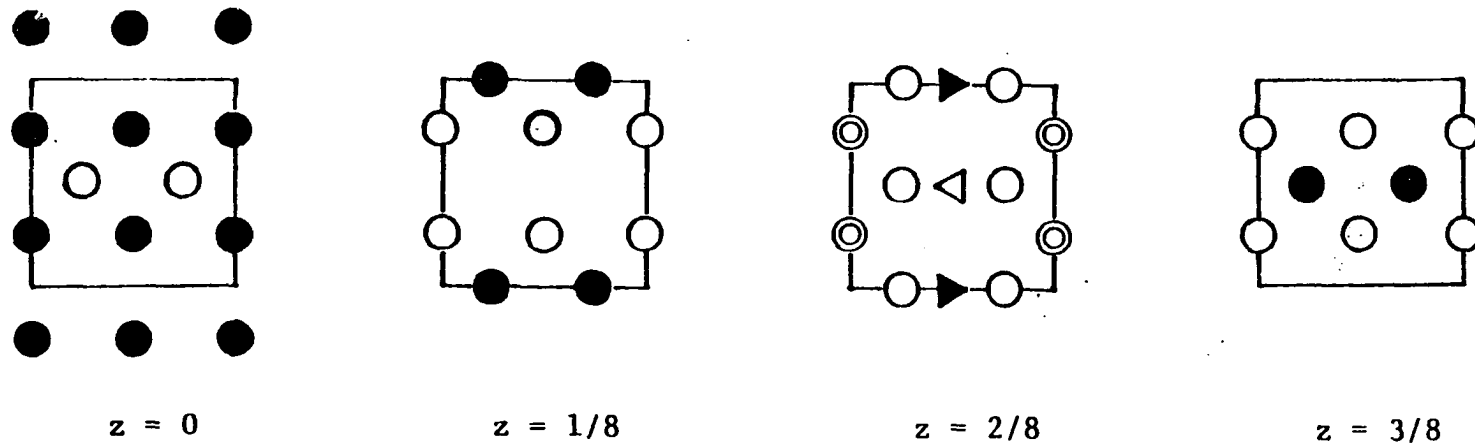 z = 0
z = 1/8
z = 2/8
z = 3/8